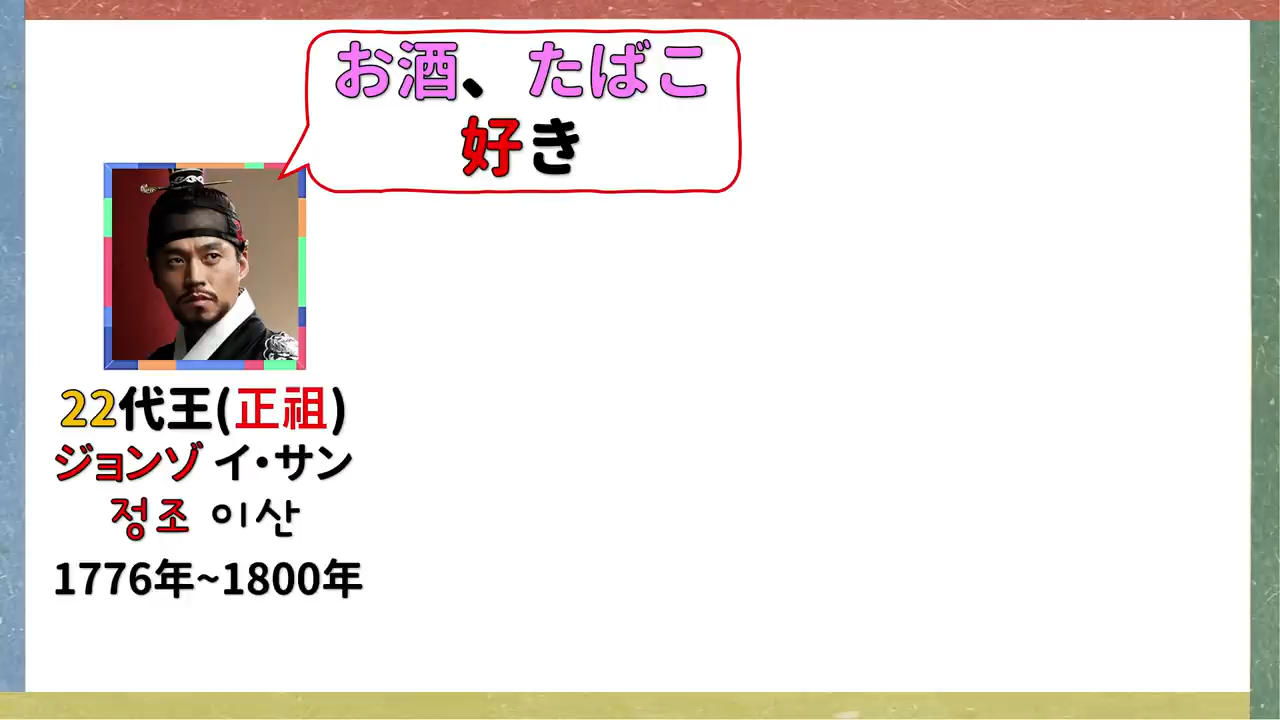 お酒、たばこ
好き
22代王(正祖)
ジョンゾ イ・サン
정조 이산
1776年~1800年